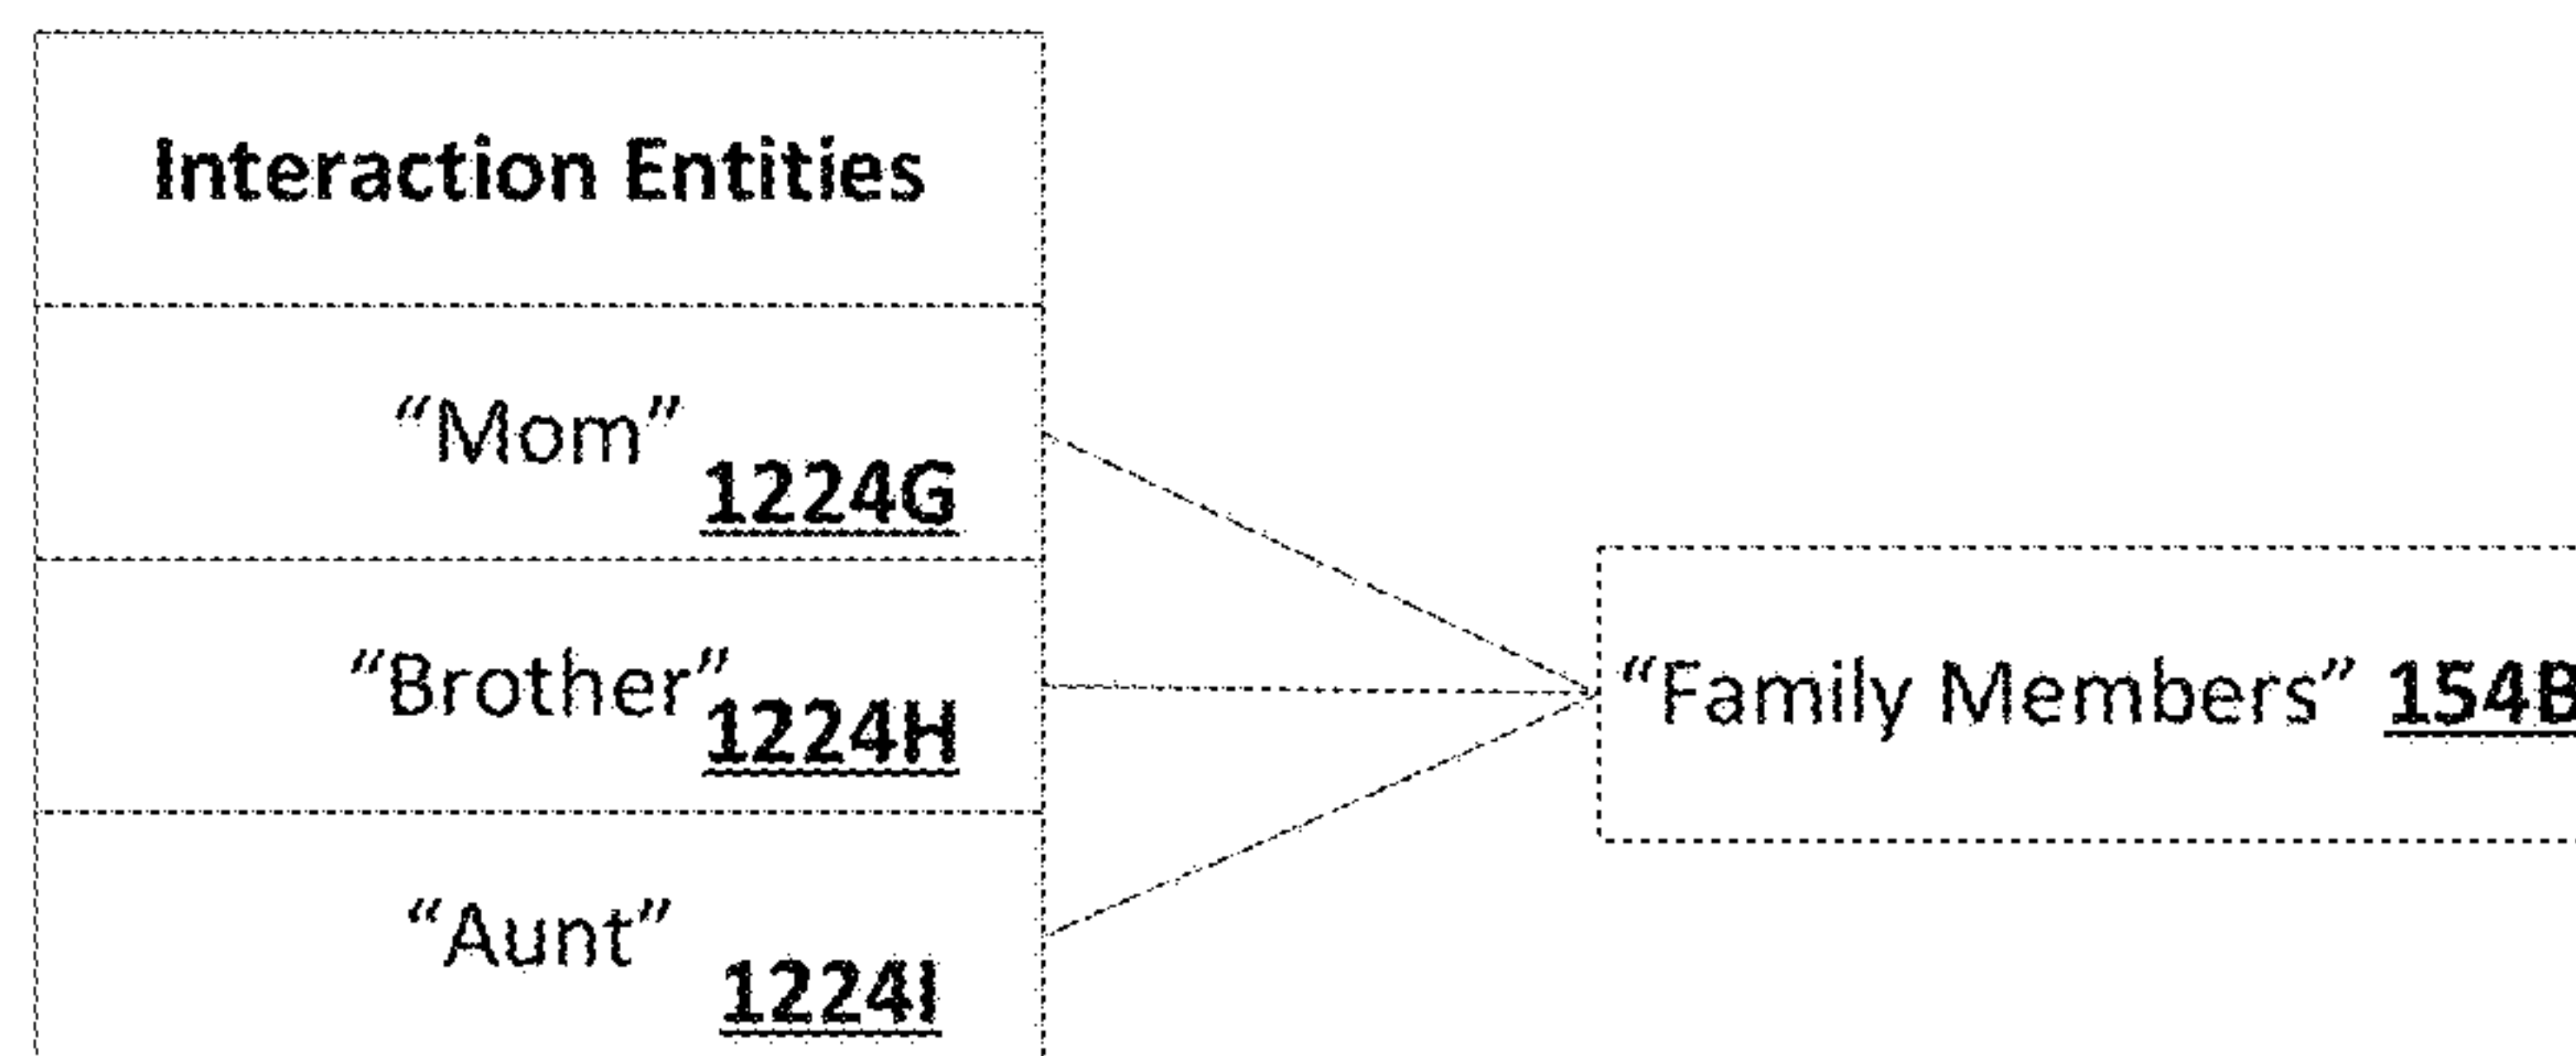 Interaction Entities
“Mom”
1224G
“Brother”
1224H
“Aunt”
1224I
“Family Members” 154B